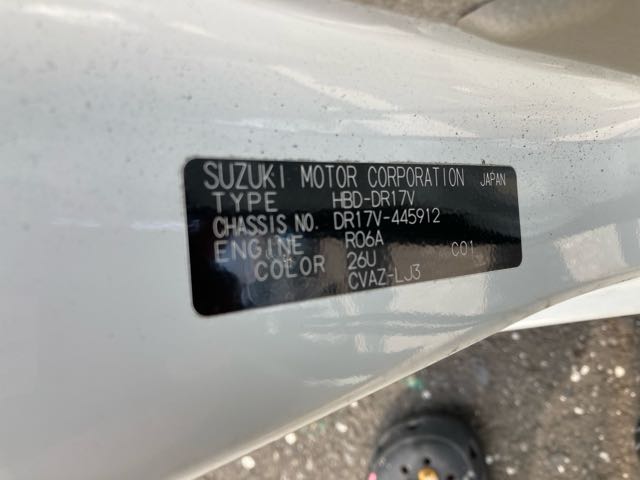 SUZUKI MOTOR CORPORATION JAPAN
TYPE HBD-DR17V
CHASSIS NO. DR17V-445912
ENGINE R06A
COLOR 26U C01
CVAZ-LJ3